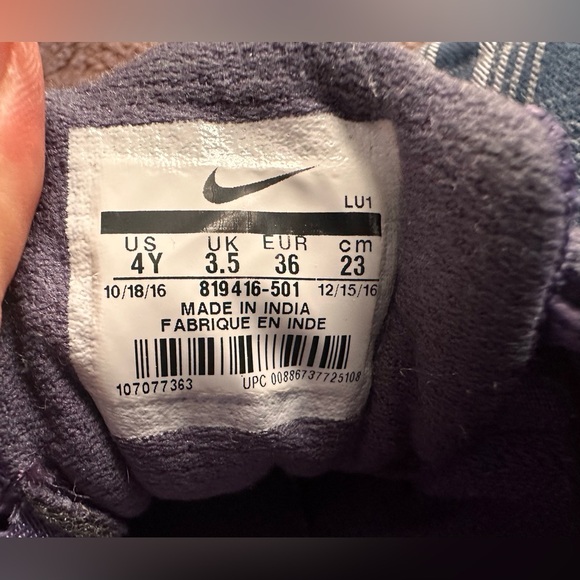 LU1
US UK EUR cm
4Y 3.5 36 23
10/18/16 819416-501 12/15/16
MADE IN INDIA
FABRIQUE EN INDE
107077363 UPC 00886737725108